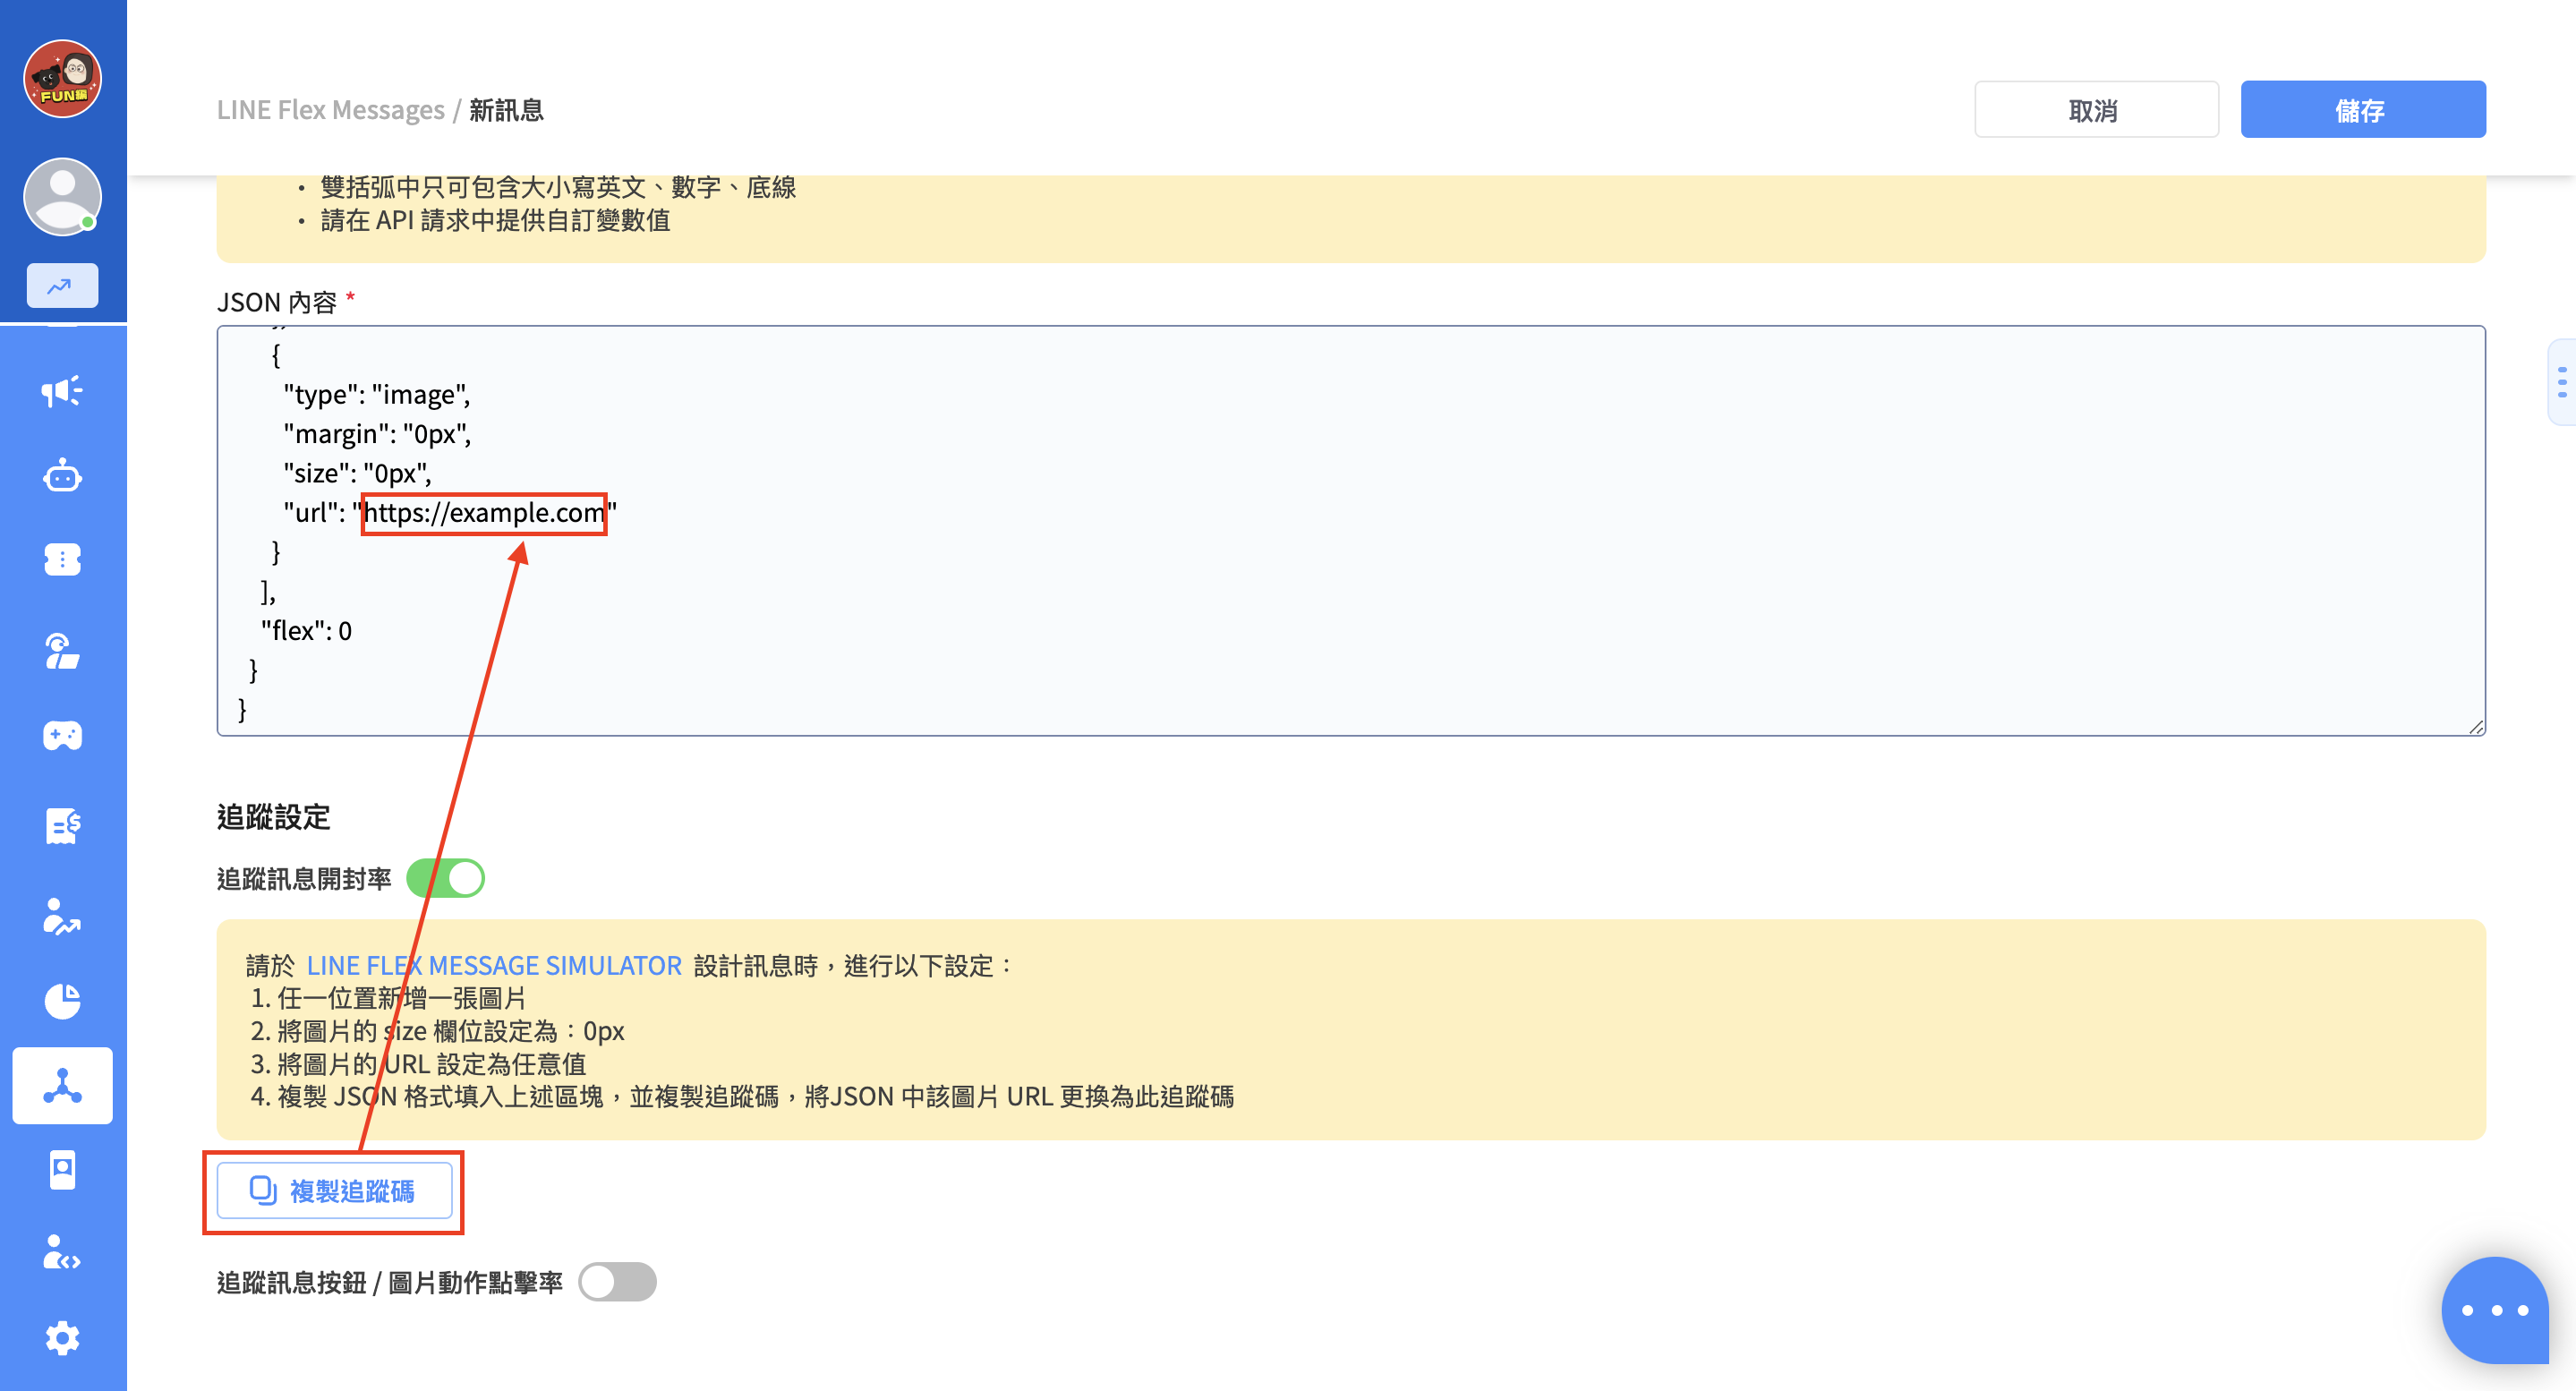 FUN編
LINE Flex Messages / 新訊息
取消
儲存
• 雙括弧中只可包含大小寫英文、數字、底線
• 請在 API 請求中提供自訂變數值
JSON 內容 *
{
"type": "image",
"margin": "0px",
"size": "0px",
"url": "https://example.com"
}
],
"flex": 0
}
}
追蹤設定
追蹤訊息開封率
請於 LINE FLEX MESSAGE SIMULATOR 設計訊息時，進行以下設定：
1. 任一位置新增一張圖片
2. 將圖片的 size 欄位設定為：0px
3. 將圖片的 URL 設定為任意值
4. 複製 JSON 格式填入上述區塊，並複製追蹤碼，將JSON 中該圖片 URL 更換為此追蹤碼
複製追蹤碼
追蹤訊息按鈕 / 圖片動作點擊率